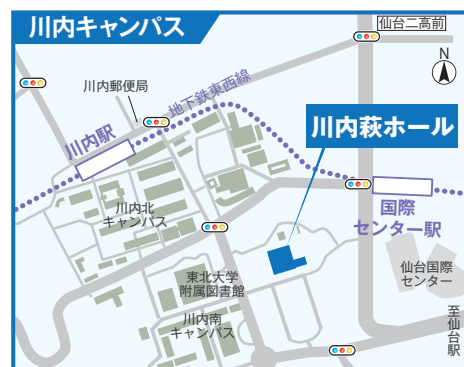 川内キャンパス
仙台二高前
N
川内郵便局
地下鉄東西線
川内駅
川内萩ホール
川内北
キャンパス
国際
センター駅
仙台国際
センター
東北大学
附属図書館
川内南
キャンパス
至仙台駅